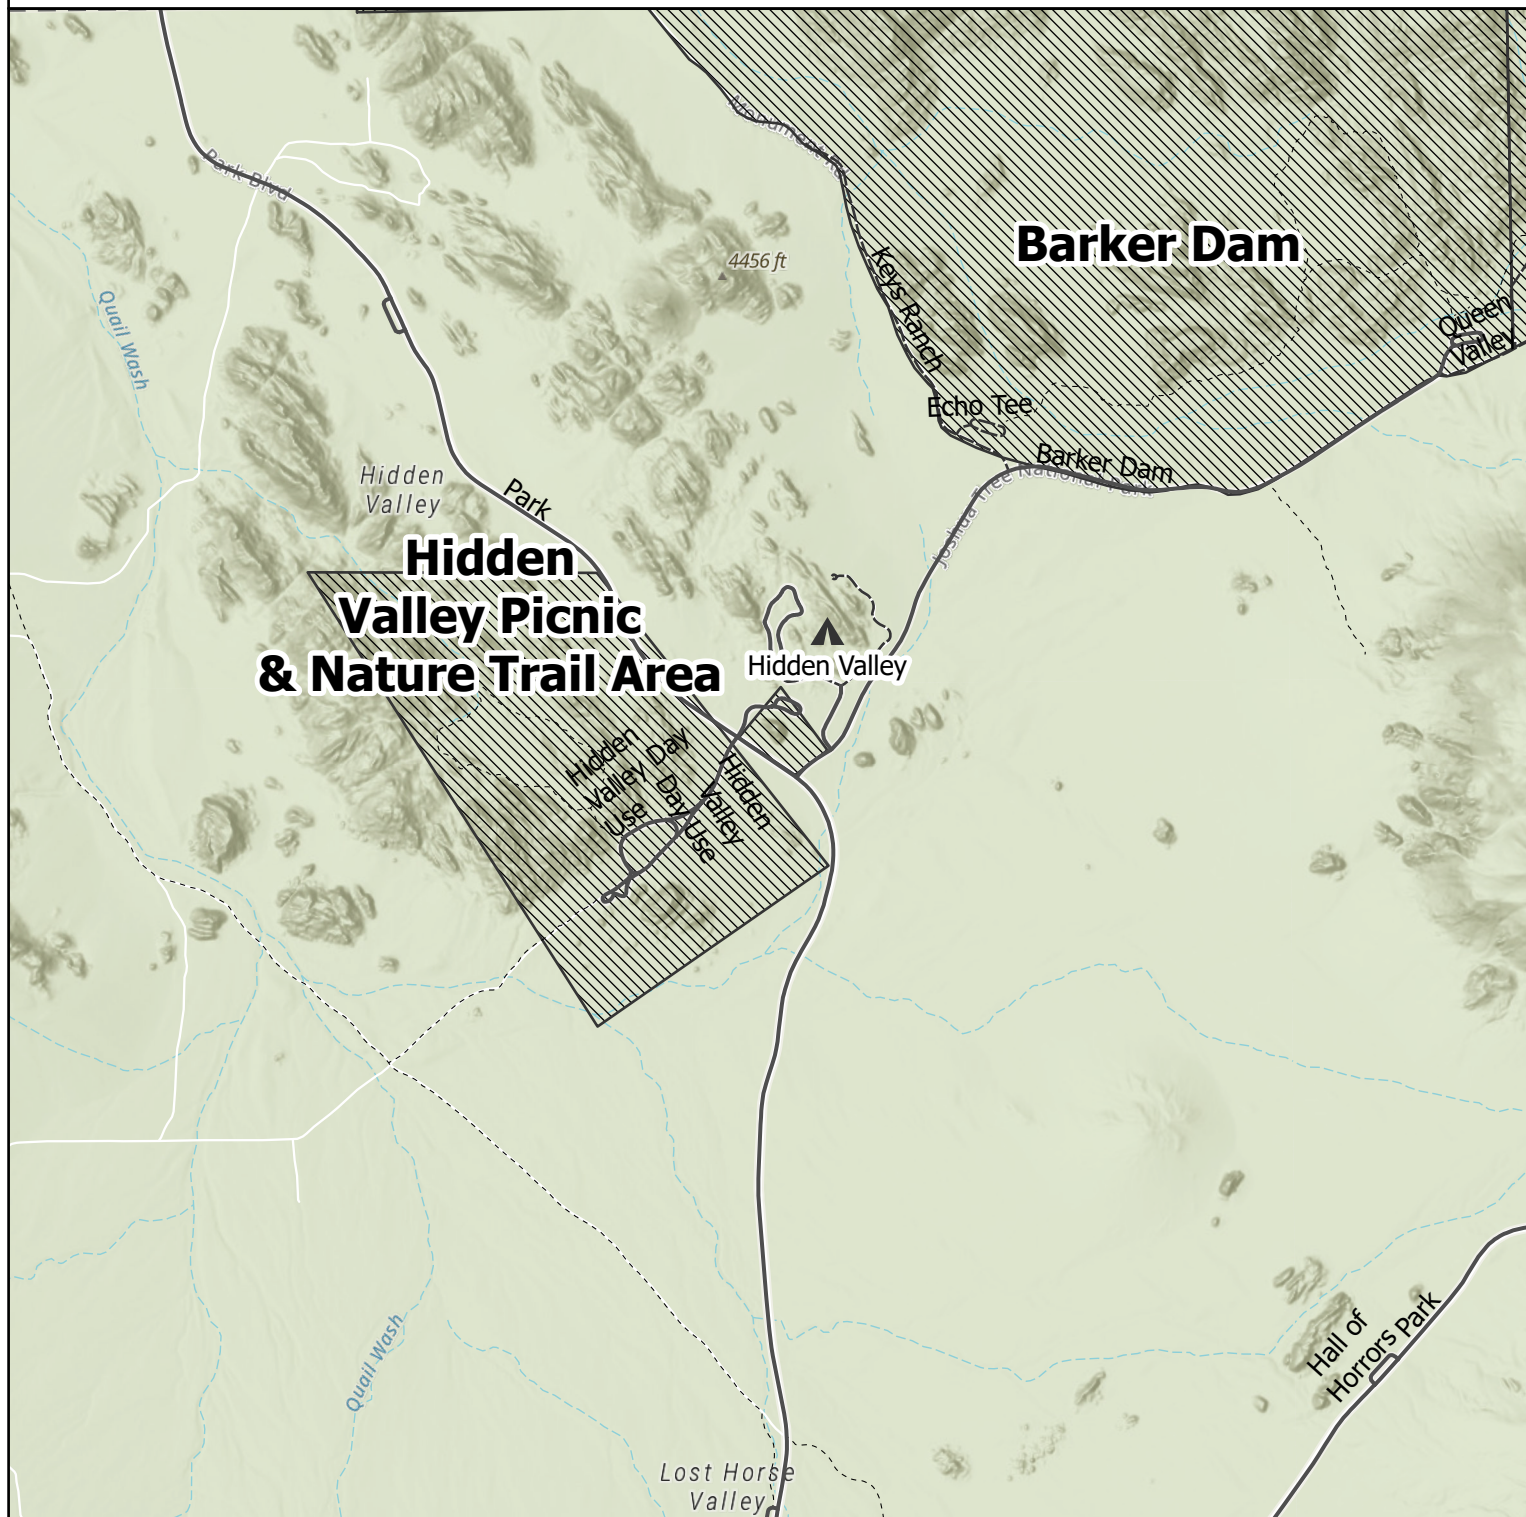 Monument Rd
Park Blvd
Barker Dam
4456 ft
Keys Ranch
Quail Wash
Queen
Valley
Echo Tee
Barker Dam
Joshua Tree National Park
Hidden
Valley
Park
Hidden
Valley Picnic
& Nature Trail Area
Hidden Valley
Hidden
Valley Day
Use
Hidden
Valley
Day Use
Quail Wash
Hall of
Horrors
Park
Lost Horse
Valley